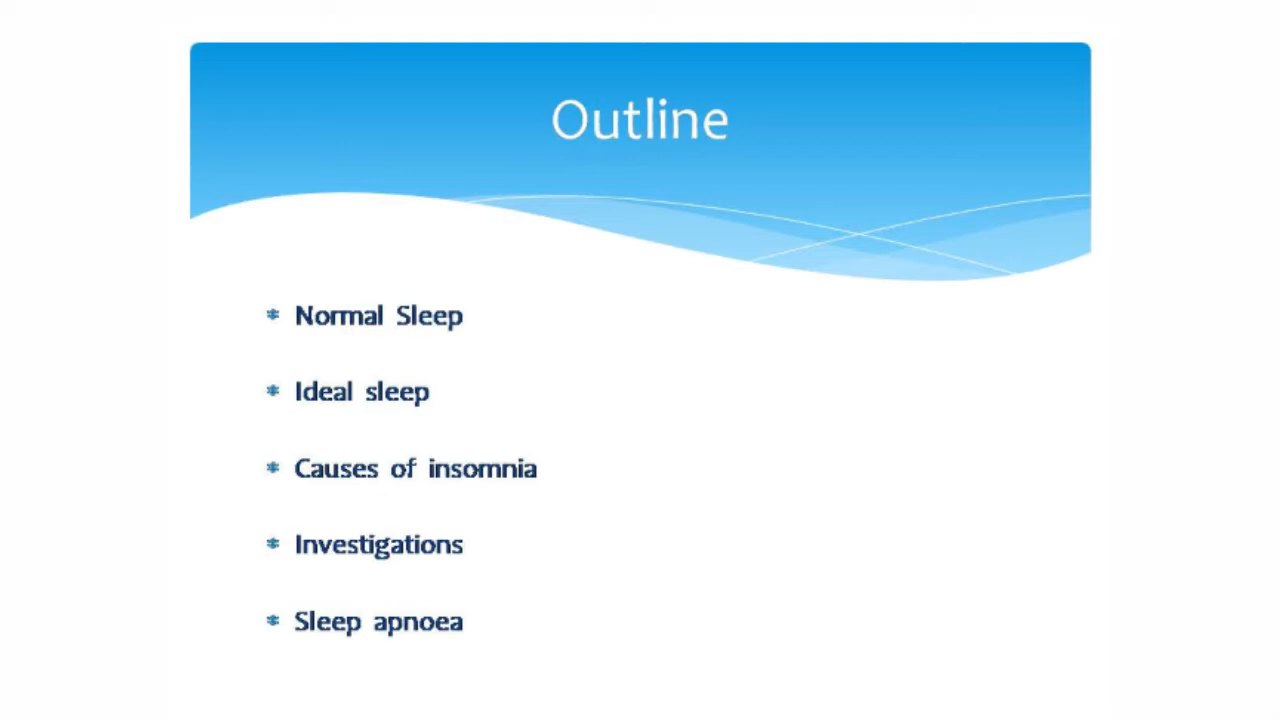 Outline
Normal Sleep
Ideal sleep
Causes of insomnia
Investigations
Sleep apnoea